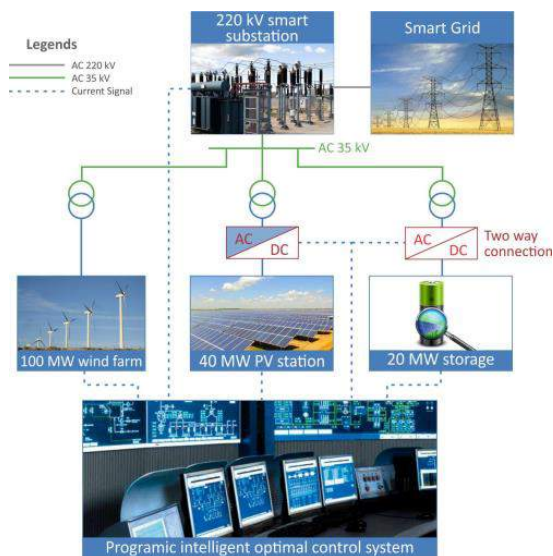 220 kV smart
substation
Smart Grid
Legends
AC 220 kV
AC 35 kV
Current Signal
AC 35 kV
AC
DC
AC
DC
Two way
connection
100 MW wind farm
40 MW PV station
20 MW storage
Programic intelligent optimal control system